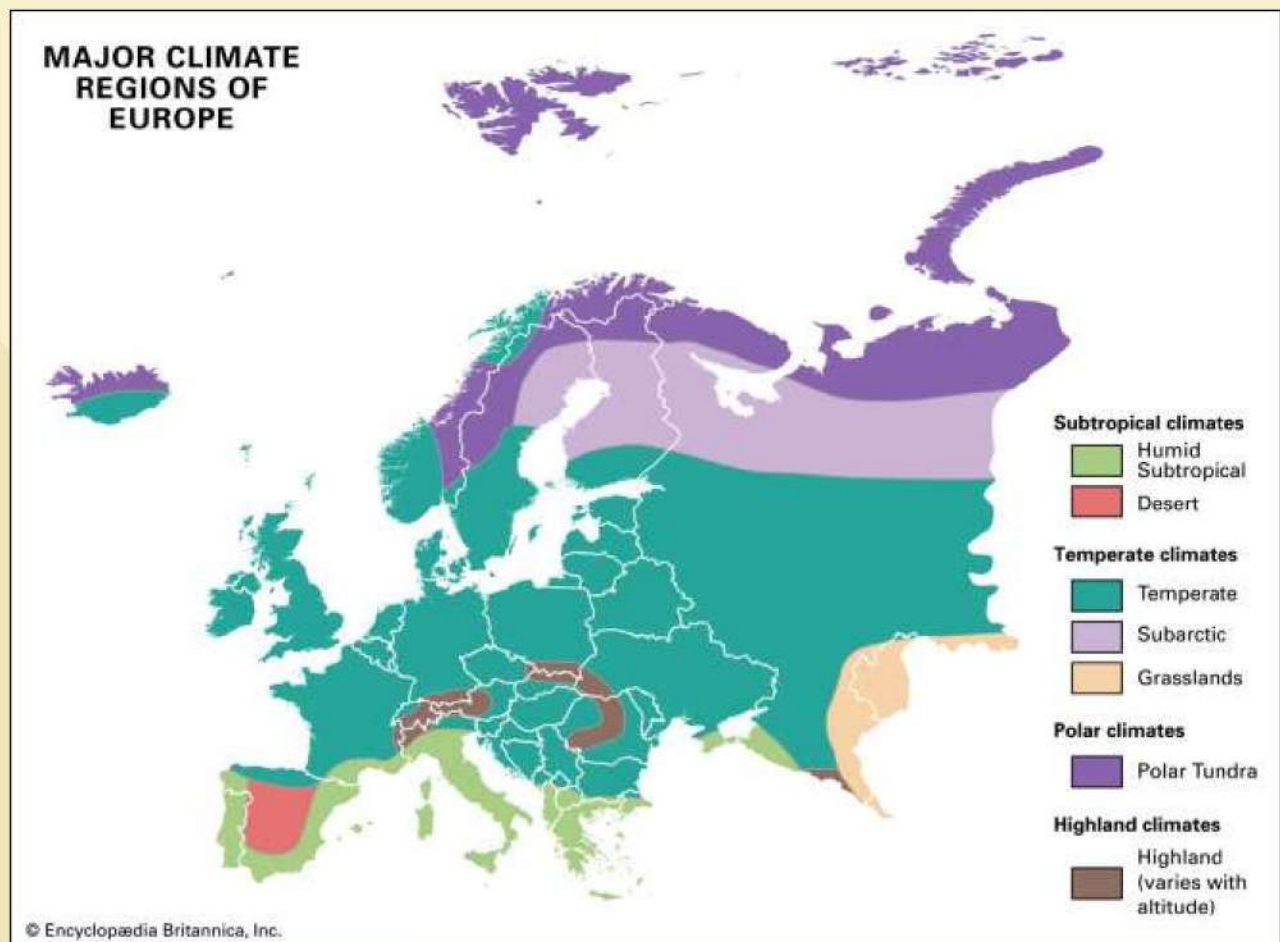 MAJOR CLIMATE
REGIONS OF
EUROPE
Subtropical climates
Humid
Subtropical
Desert
Temperate climates
Temperate
Subarctic
Grasslands
Polar climates
Polar Tundra
Highland climates
Highland
(varies with
altitude)
© Encyclopædia Britannica, Inc.